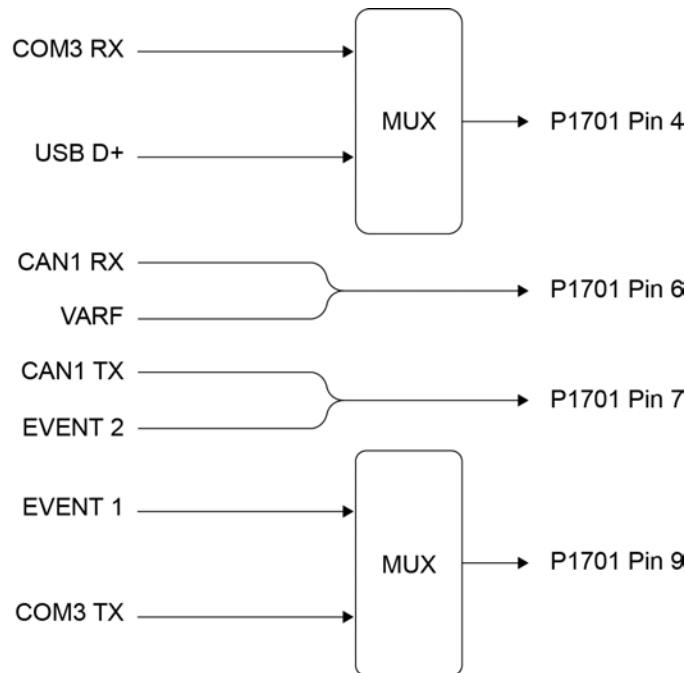 COM3 RX
MUX
P1701 Pin 4
USB D+
CAN1 RX
P1701 Pin 6
VARF
CAN1 TX
P1701 Pin 7
EVENT 2
EVENT 1
MUX
P1701 Pin 9
COM3 TX